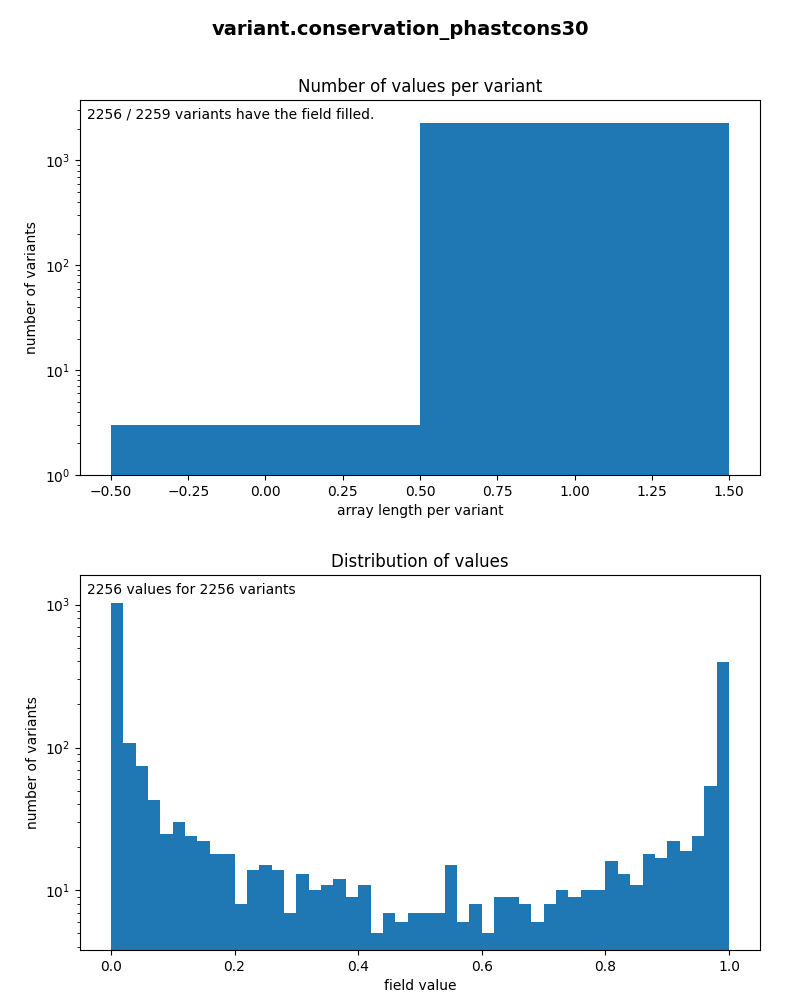 variant.conservation_phastcons30
Number of values per variant
2256 / 2259 variants have the field filled.
10³
10²
10¹
10⁰
number of variants
−0.50
−0.25
0.00
0.25
0.50
0.75
1.00
1.25
1.50
array length per variant
Distribution of values
2256 values for 2256 variants
10³
10²
10¹
number of variants
0.0
0.2
0.4
0.6
0.8
1.0
field value